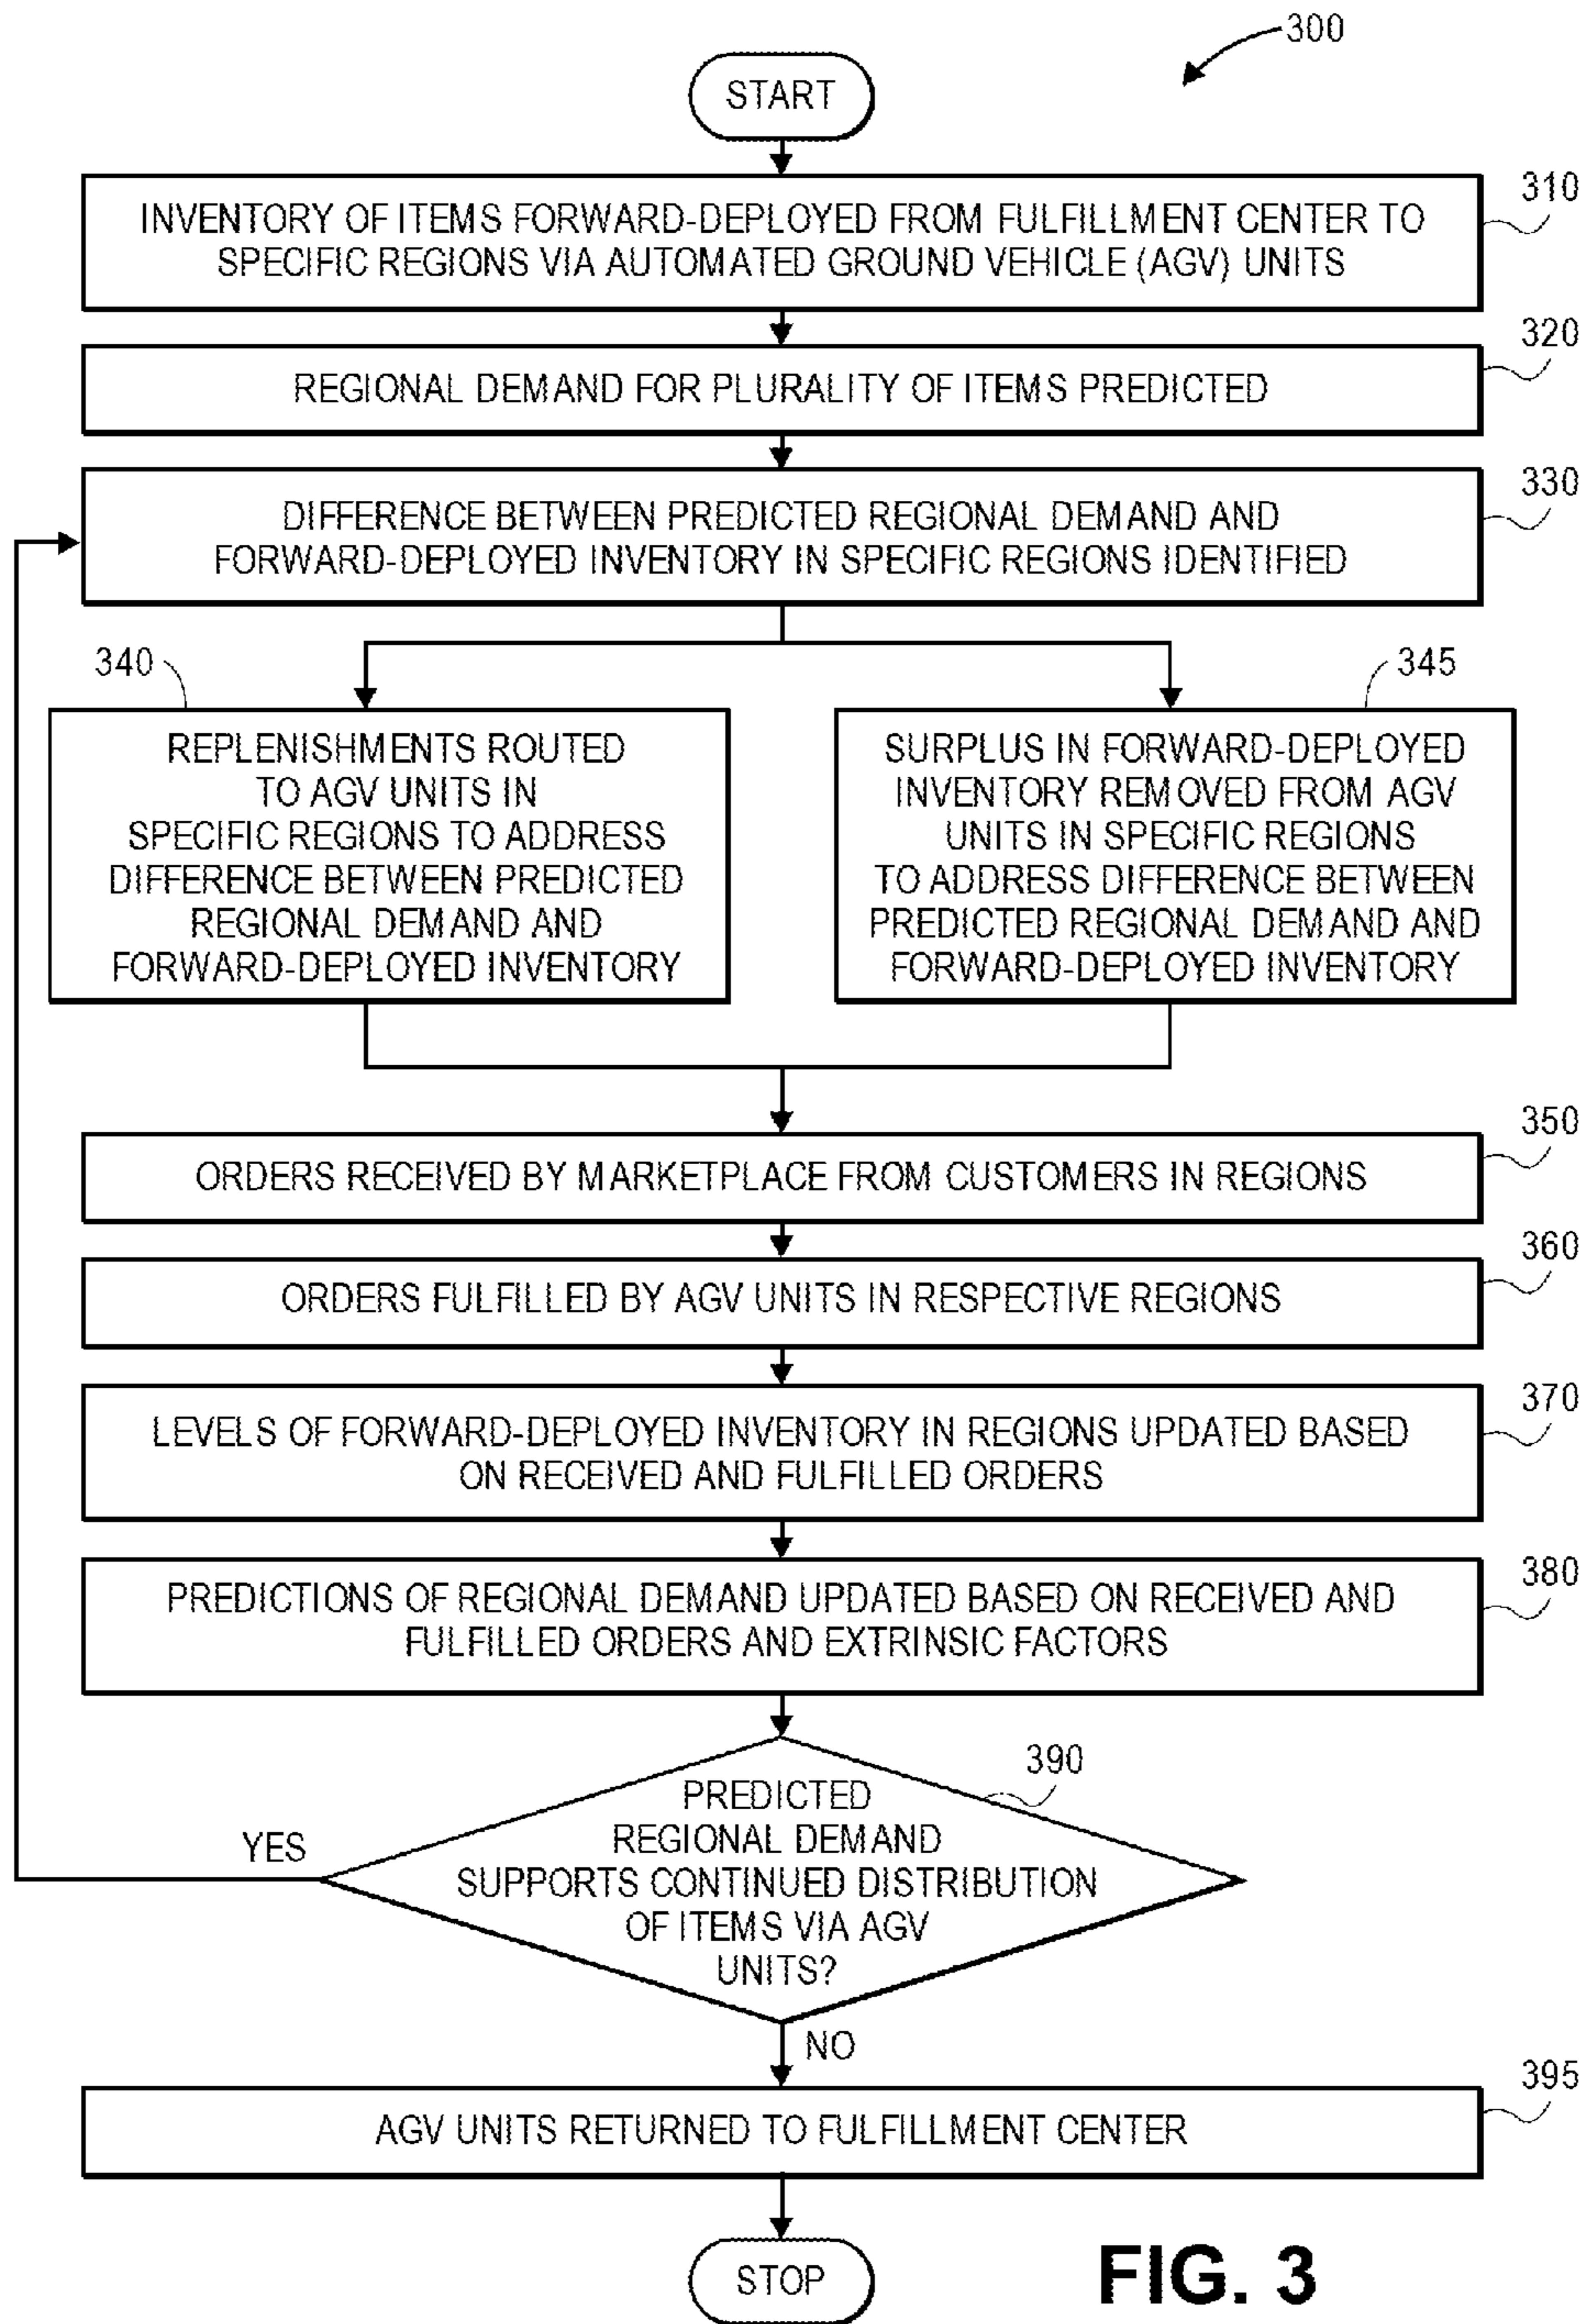 300
START
310
INVENTORY OF ITEMS FORWARD-DEPLOYED FROM FULFILLMENT CENTER TO
SPECIFIC REGIONS VIA AUTOMATED GROUND VEHICLE (AGV) UNITS
320
REGIONAL DEMAND FOR PLURALITY OF ITEMS PREDICTED
330
DIFFERENCE BETWEEN PREDICTED REGIONAL DEMAND AND
FORWARD-DEPLOYED INVENTORY IN SPECIFIC REGIONS IDENTIFIED
340
REPLENISHMENTS ROUTED
TO AGV UNITS IN
SPECIFIC REGIONS TO ADDRESS
DIFFERENCE BETWEEN PREDICTED
REGIONAL DEMAND AND
FORWARD-DEPLOYED INVENTORY
345
SURPLUS IN FORWARD-DEPLOYED
INVENTORY REMOVED FROM AGV
UNITS IN SPECIFIC REGIONS
TO ADDRESS DIFFERENCE BETWEEN
PREDICTED REGIONAL DEMAND AND
FORWARD-DEPLOYED INVENTORY
350
ORDERS RECEIVED BY MARKETPLACE FROM CUSTOMERS IN REGIONS
360
ORDERS FULFILLED BY AGV UNITS IN RESPECTIVE REGIONS
370
LEVELS OF FORWARD-DEPLOYED INVENTORY IN REGIONS UPDATED BASED
ON RECEIVED AND FULFILLED ORDERS
380
PREDICTIONS OF REGIONAL DEMAND UPDATED BASED ON RECEIVED AND
FULFILLED ORDERS AND EXTRINSIC FACTORS
390
PREDICTED
REGIONAL DEMAND
SUPPORTS CONTINUED DISTRIBUTION
OF ITEMS VIA AGV
UNITS?
YES
NO
395
AGV UNITS RETURNED TO FULFILLMENT CENTER
STOP
FIG. 3